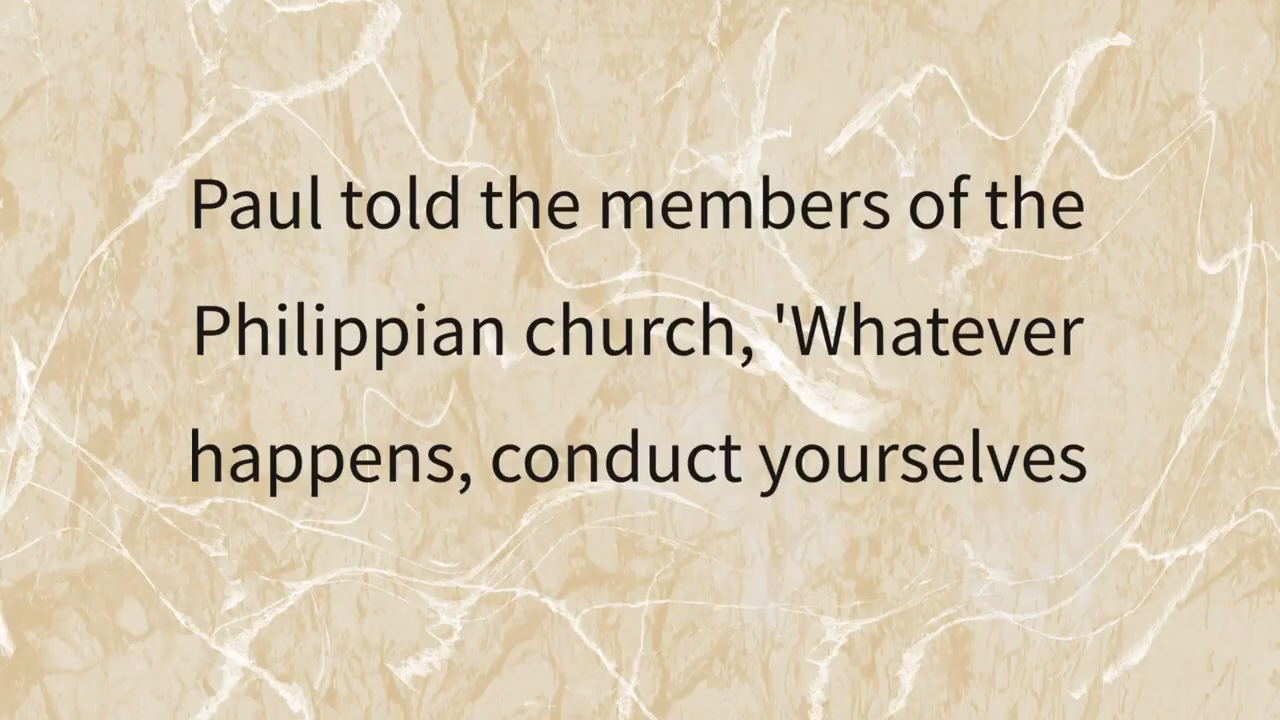 Paul told the members of the
Philippian church, 'Whatever
happens, conduct yourselves